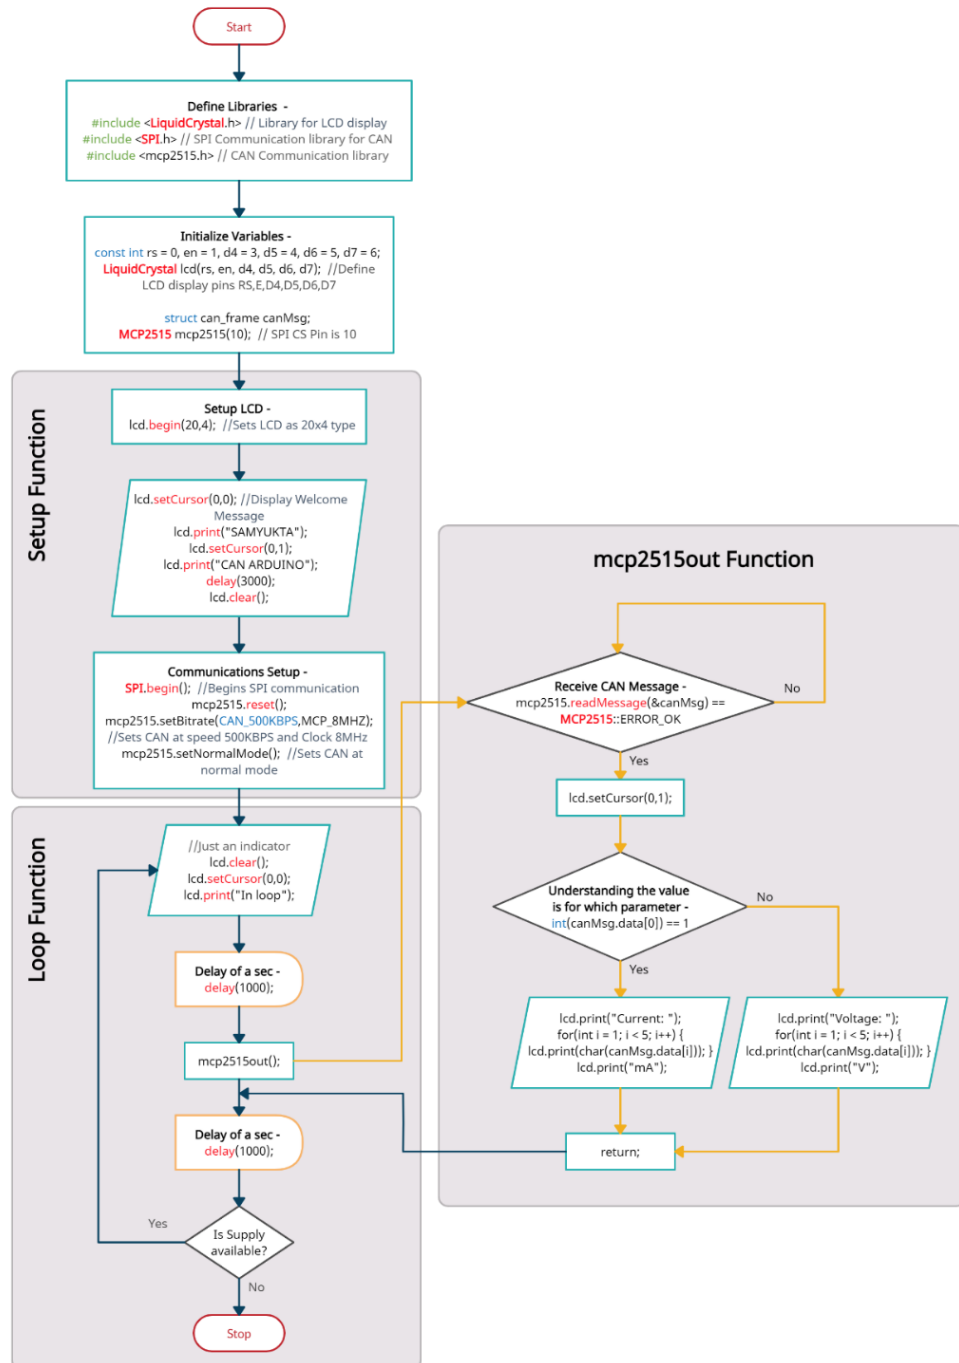 Start
Define Libraries -
#include <LiquidCrystal.h> // Library for LCD display
#include <SPI.h> // SPI Communication library for CAN
#include <mcp2515.h> // CAN Communication library
Initialize Variables -
const int rs = 0, en = 1, d4 = 3, d5 = 4, d6 = 5, d7 = 6;
LiquidCrystal lcd(rs, en, d4, d5, d6, d7); //Define
LCD display pins RS,E,D4,D5,D6,D7
struct can_frame canMsg;
MCP2515 mcp2515(10); // SPI CS Pin is 10
Setup Function
Setup LCD -
lcd.begin(20,4); //Sets LCD as 20x4 type
lcd.setCursor(0,0); //Display Welcome
Message
lcd.print("SAMYUKTA");
lcd.setCursor(0,1);
lcd.print("CAN ARDUINO");
delay(3000);
lcd.clear();
Communications Setup -
SPI.begin(); //Begins SPI communication
mcp2515.reset();
mcp2515.setBitrate(CAN_500KBPS,MCP_8MHZ);
//Sets CAN at speed 500KBPS and Clock 8MHz
mcp2515.setNormalMode(); //Sets CAN at
normal mode
Loop Function
//Just an indicator
lcd.clear();
lcd.setCursor(0,0);
lcd.print("In loop");
Delay of a sec -
delay(1000);
mcp2515out();
Delay of a sec -
delay(1000);
Yes
Is Supply
available?
No
Stop
mcp2515out Function
Receive CAN Message -
mcp2515.readMessage(&canMsg) ==
MCP2515::ERROR_OK
No
Yes
lcd.setCursor(0,1);
Understanding the value
is for which parameter -
int(canMsg.data[0]) == 1
No
Yes
lcd.print("Current: ");
for(int i = 1; i < 5; i++) {
lcd.print(char(canMsg.data[i])); }
lcd.print("mA");
lcd.print("Voltage: ");
for(int i = 1; i < 5; i++) {
lcd.print(char(canMsg.data[i])); }
lcd.print("V");
return;